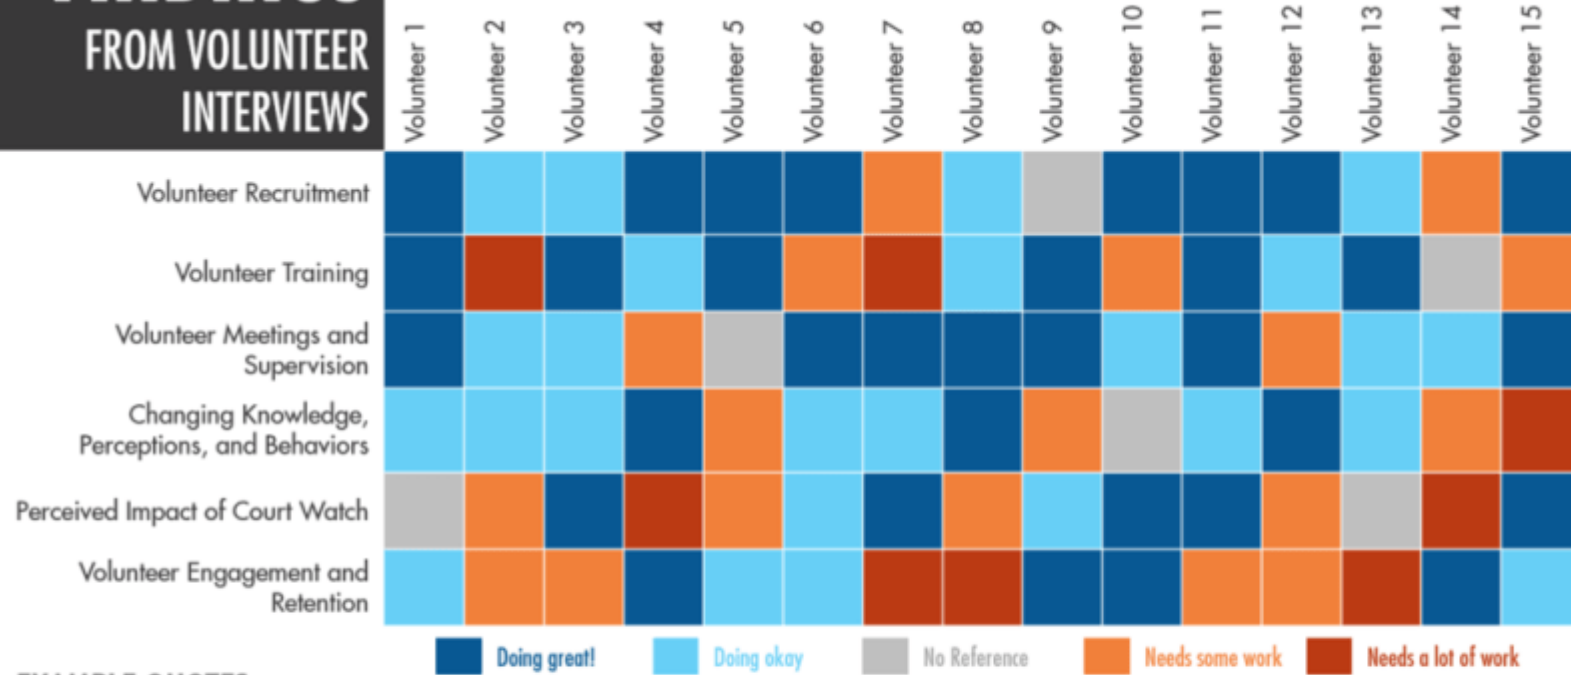 FROM VOLUNTEER
INTERVIEWS
Volunteer 1
Volunteer 2
Volunteer 3
Volunteer 4
Volunteer 5
Volunteer 6
Volunteer 7
Volunteer 8
Volunteer 9
Volunteer 10
Volunteer 11
Volunteer 12
Volunteer 13
Volunteer 14
Volunteer 15
Volunteer Recruitment
Volunteer Training
Volunteer Meetings and
Supervision
Changing Knowledge,
Perceptions, and Behaviors
Perceived Impact of Court Watch
Volunteer Engagement and
Retention
Doing great!
Doing okay
No Reference
Needs some work
Needs a lot of work